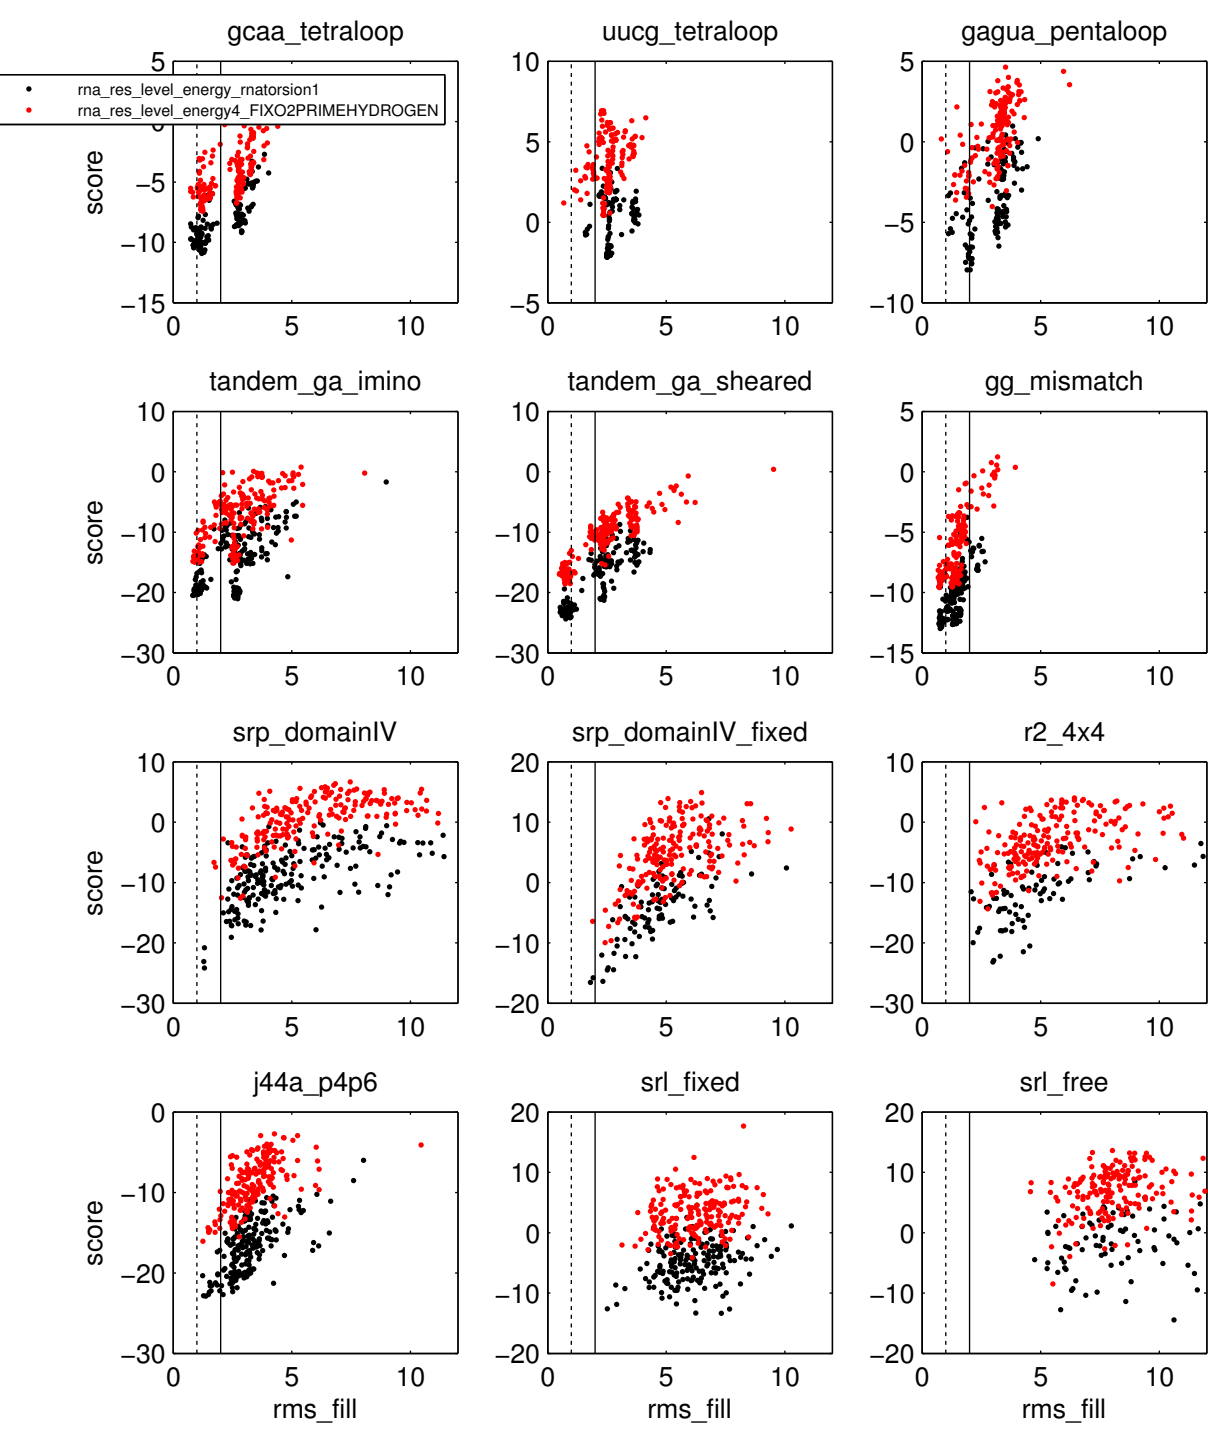 gcaa_tetraloop uucg_tetraloop gagua_pentaloop
rna_res_level_energy_rnatorsion1
rna_res_level_energy4_FIXO2PRIMEHYDROGEN
score
5
0
−5
−10
−15
0 5 10
10
5
0
−5
0 5 10
5
0
−5
−10
0 5 10
tandem_ga_imino tandem_ga_sheared gg_mismatch
score
10
0
−10
−20
−30
0 5 10
10
0
−10
−20
−30
0 5 10
5
0
−5
−10
−15
0 5 10
srp_domainIV srp_domainIV_fixed r2_4x4
score
10
0
−10
−20
−30
0 5 10
20
10
0
−10
−20
0 5 10
10
0
−10
−20
−30
0 5 10
j44a_p4p6 srl_fixed srl_free
score
0
−10
−20
−30
0 5 10
rms_fill
20
10
0
−10
−20
0 5 10
rms_fill
20
10
0
−10
−20
0 5 10
rms_fill